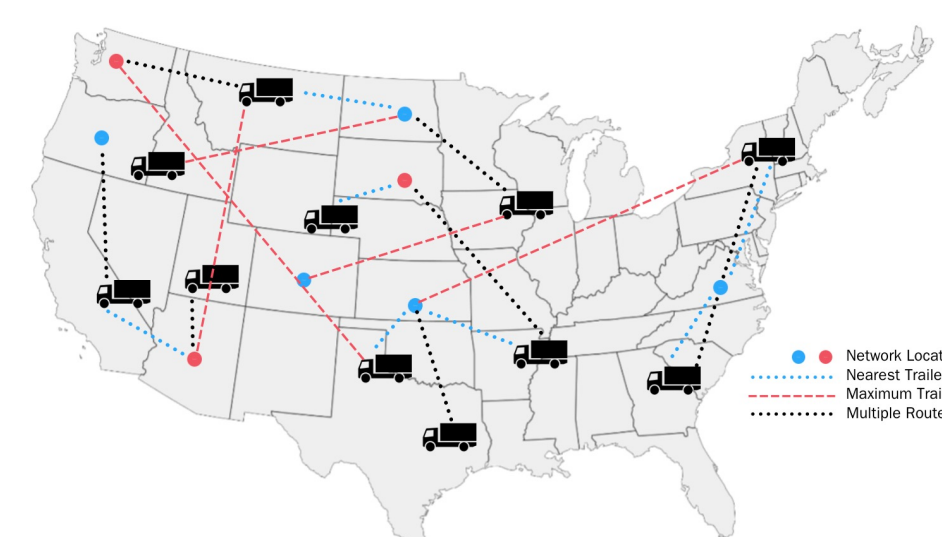 Network Locat
Nearest Traile
Maximum Trai
Multiple Route